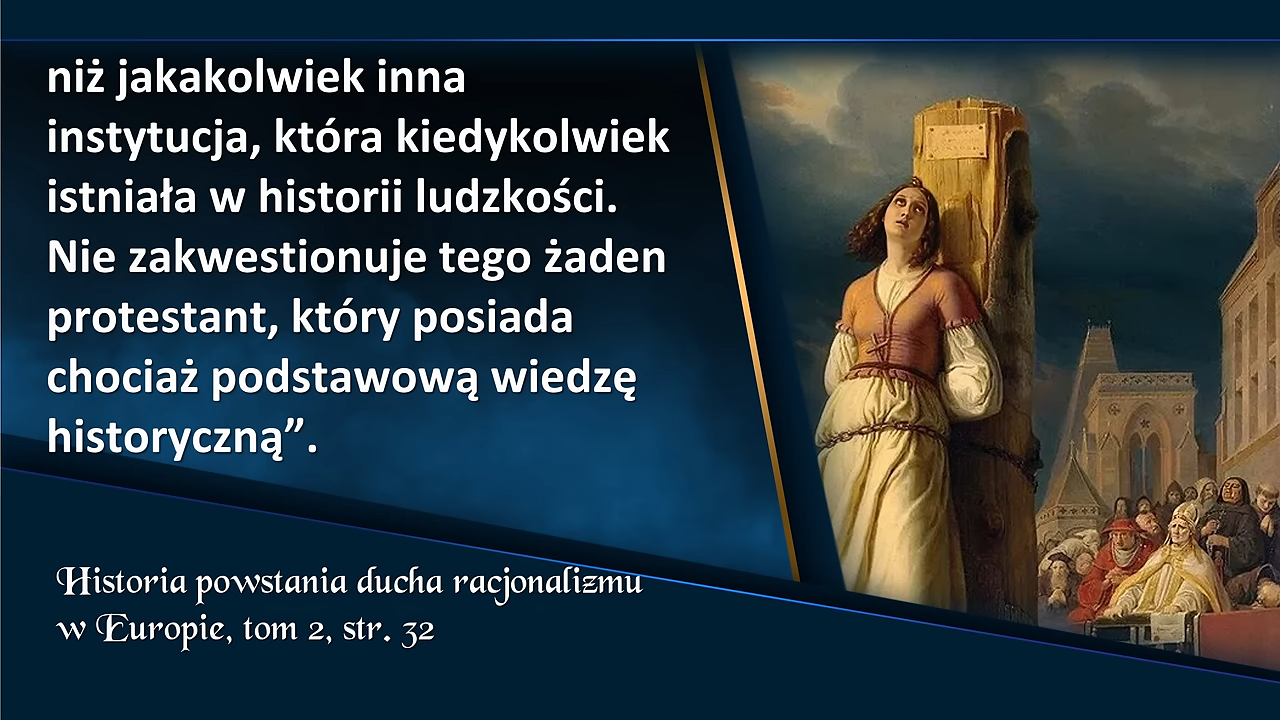 niż jakakolwiek inna
instytucja, która kiedykolwiek
istniała w historii ludzkości.
Nie zakwestionuje tego żaden
protestant, który posiada
chociaż podstawową wiedzę
historyczną”.
Historia powstania ducha racjonalizmu
w Europie, tom 2, str. 32